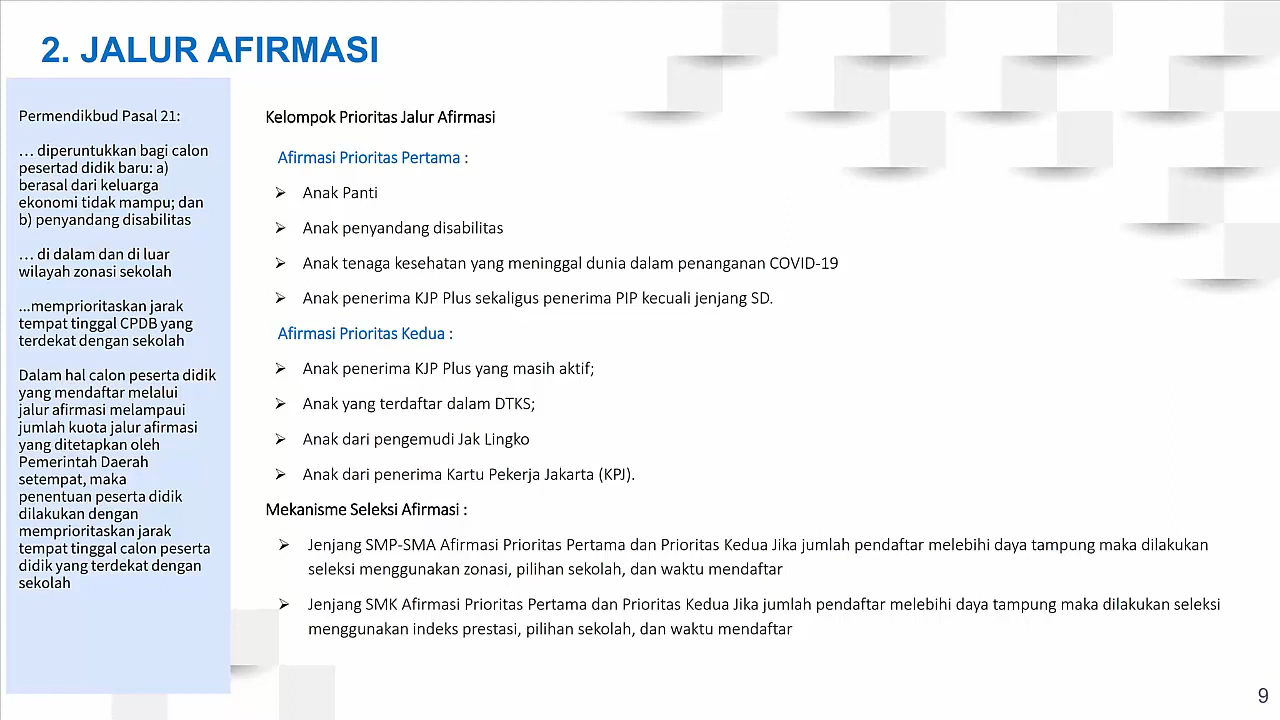 2. JALUR AFIRMASI
Permendikbud Pasal 21:
… diperuntukkan bagi calon
pesertad didik baru: a)
berasal dari keluarga
ekonomi tidak mampu; dan
b) penyandang disabilitas
… di dalam dan di luar
wilayah zonasi sekolah
...memprioritaskan jarak
tempat tinggal CPDB yang
terdekat dengan sekolah
Dalam hal calon peserta didik
yang mendaftar melalui
jalur afirmasi melampaui
jumlah kuota jalur afirmasi
yang ditetapkan oleh
Pemerintah Daerah
setempat, maka
penentuan peserta didik
dilakukan dengan
memprioritaskan jarak
tempat tinggal calon peserta
didik yang terdekat dengan
sekolah
Kelompok Prioritas Jalur Afirmasi
Afirmasi Prioritas Pertama :
➢ Anak Panti
➢ Anak penyandang disabilitas
➢ Anak tenaga kesehatan yang meninggal dunia dalam penanganan COVID-19
➢ Anak penerima KJP Plus sekaligus penerima PIP kecuali jenjang SD.
Afirmasi Prioritas Kedua :
➢ Anak penerima KJP Plus yang masih aktif;
➢ Anak yang terdaftar dalam DTKS;
➢ Anak dari pengemudi Jak Lingko
➢ Anak dari penerima Kartu Pekerja Jakarta (KPJ).
Mekanisme Seleksi Afirmasi :
➢ Jenjang SMP-SMA Afirmasi Prioritas Pertama dan Prioritas Kedua Jika jumlah pendaftar melebihi daya tampung maka dilakukan
seleksi menggunakan zonasi, pilihan sekolah, dan waktu mendaftar
➢ Jenjang SMK Afirmasi Prioritas Pertama dan Prioritas Kedua Jika jumlah pendaftar melebihi daya tampung maka dilakukan seleksi
menggunakan indeks prestasi, pilihan sekolah, dan waktu mendaftar
9